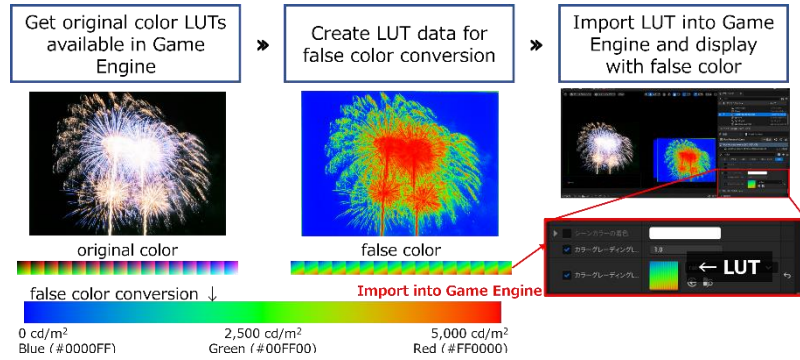 Get original color LUTs
available in Game
Engine
»
Create LUT data for
false color conversion
»
Import LUT into Game
Engine and display
with false color
original color
false color
シーンカラーの着色
カラーグレーディングL...
1.0
カラーグレーディングL...
← LUT
Import into Game Engine
false color conversion ↓
0 cd/m²
2,500 cd/m²
5,000 cd/m²
Blue (#0000FF)
Green (#00FF00)
Red (#FF0000)